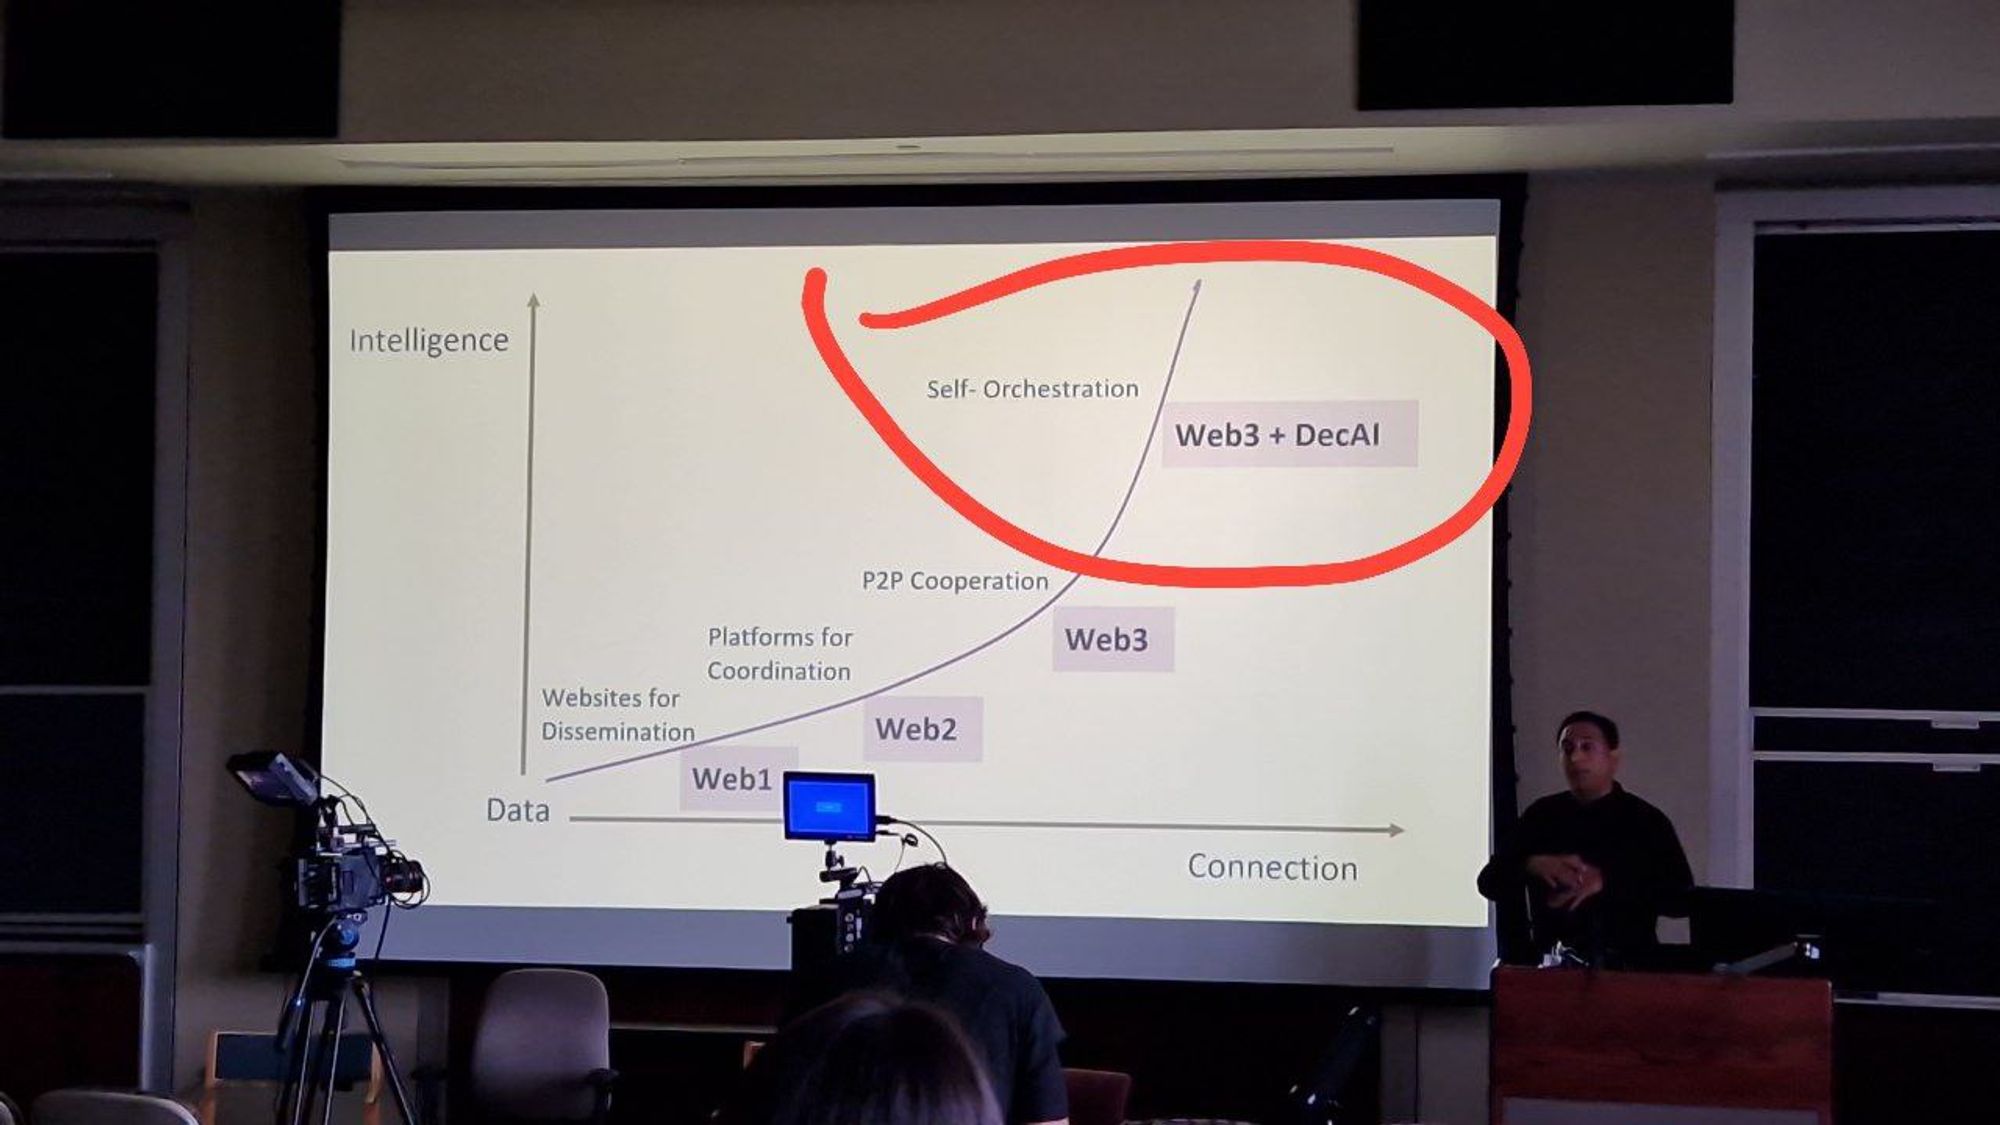 Intelligence
Self- Orchestration
Web3 + DecAI
P2P Cooperation
Web3
Platforms for
Coordination
Web2
Websites for
Dissemination
Web1
Data
Connection